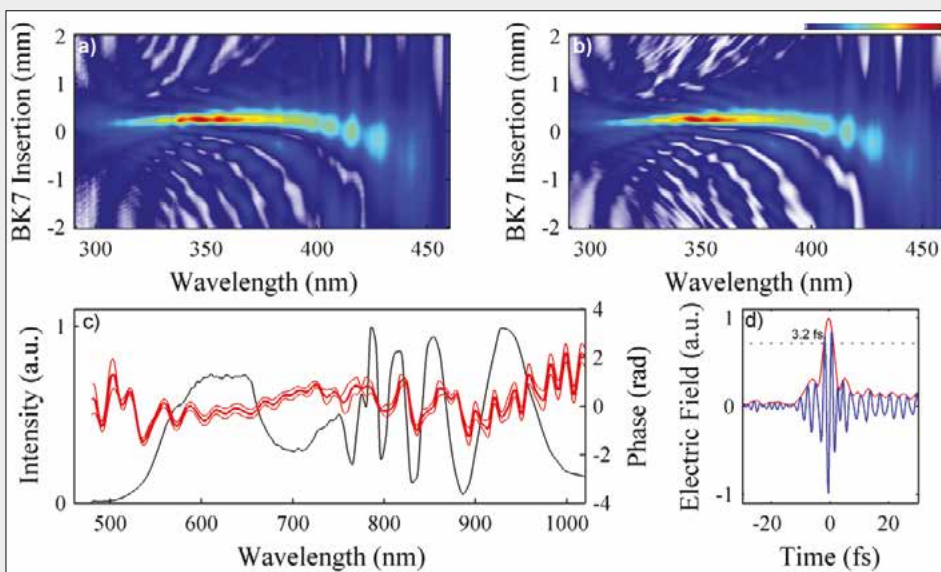 a)
2
1
0
-1
-2
BK7 Insertion (mm)
300
350
400
450
Wavelength (nm)
b)
2
1
0
-1
-2
BK7 Insertion (mm)
300
350
400
450
Wavelength (nm)
c)
1
0
Intensity (a.u.)
4
2
0
-2
-4
Phase (rad)
500
600
700
800
900
1000
Wavelength (nm)
d)
3.2 fs
1
0
-1
Electric Field (a.u.)
-20
0
20
Time (fs)